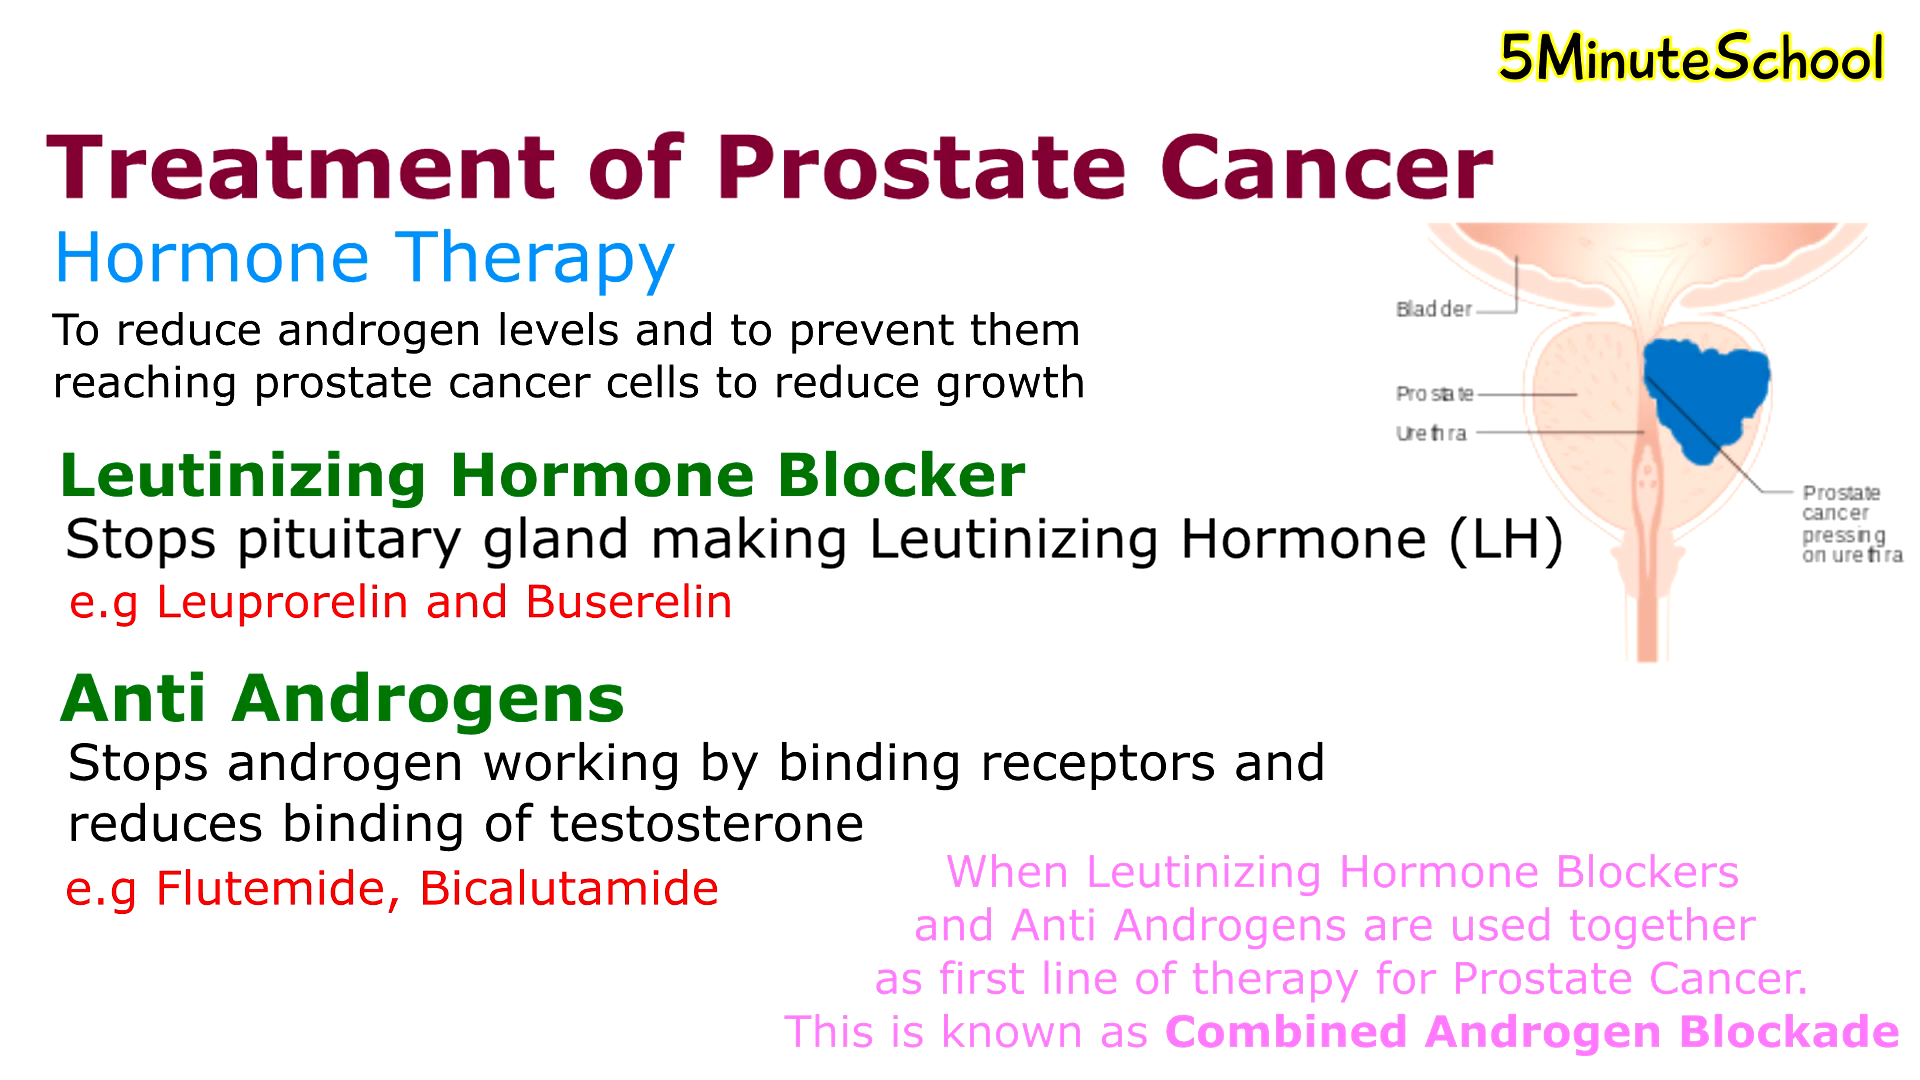 5MinuteSchool
Treatment of Prostate Cancer
Hormone Therapy
To reduce androgen levels and to prevent them
reaching prostate cancer cells to reduce growth
Leutinizing Hormone Blocker
Stops pituitary gland making Leutinizing Hormone (LH)
e.g Leuprorelin and Buserelin
Anti Androgens
Stops androgen working by binding receptors and
reduces binding of testosterone
e.g Flutemide, Bicalutamide
When Leutinizing Hormone Blockers
and Anti Androgens are used together
as first line of therapy for Prostate Cancer.
This is known as Combined Androgen Blockade
Bladder
Prostate
Urethra
Prostate
cancer
pressing
on urethra